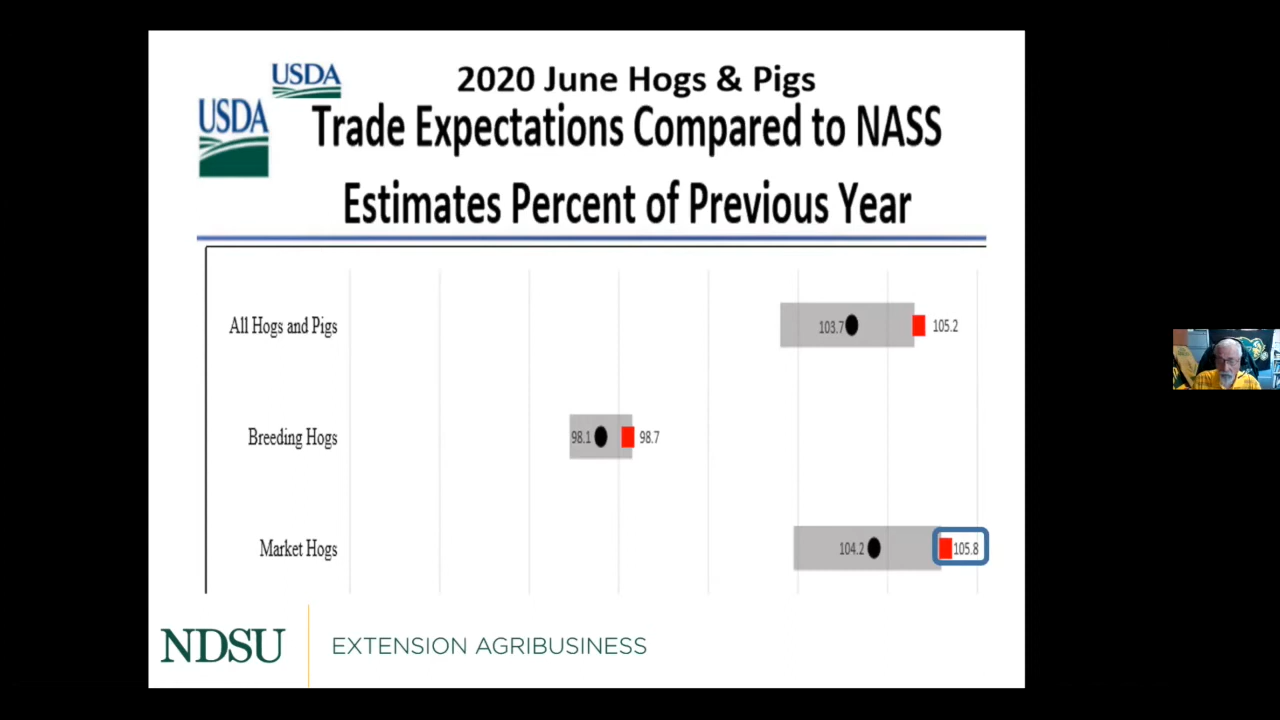 USDA
2020 June Hogs & Pigs
USDA
Trade Expectations Compared to NASS
Estimates Percent of Previous Year
All Hogs and Pigs
103.7
105.2
Breeding Hogs
98.1
98.7
Market Hogs
104.2
105.8
NDSU
EXTENSION AGRIBUSINESS